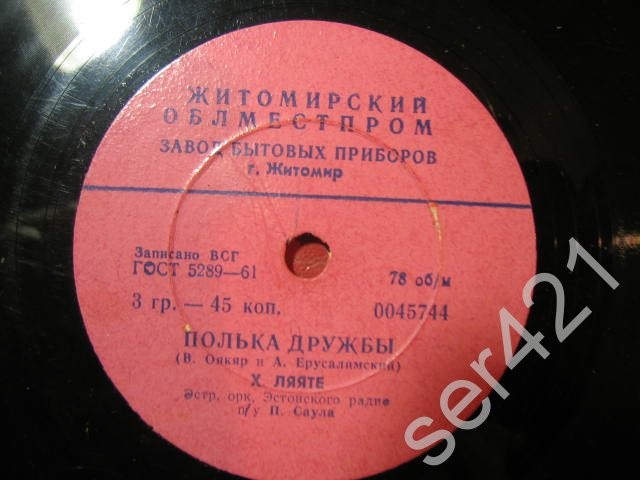 ЖИТОМИРСКИЙ
ОБЛМЕСТПРОМ
ЗАВОД БЫТОВЫХ ПРИБОРОВ
г. Житомир
Записано ВСГ
ГОСТ 5289—61
78 об/м
3 гр. — 45 коп.
0045744
ПОЛЬКА ДРУЖБЫ
(В. Оякяр и А. Ерусалимский)
Х. ЛЯЯТЕ
Эстр. орк. Эстонского радио
п/у П. Саула
ser421